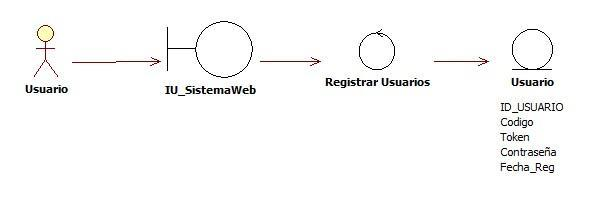 Usuario
IU_SistemaWeb
Registrar Usuarios
Usuario
ID_USUARIO
Codigo
Token
Contraseña
Fecha_Reg